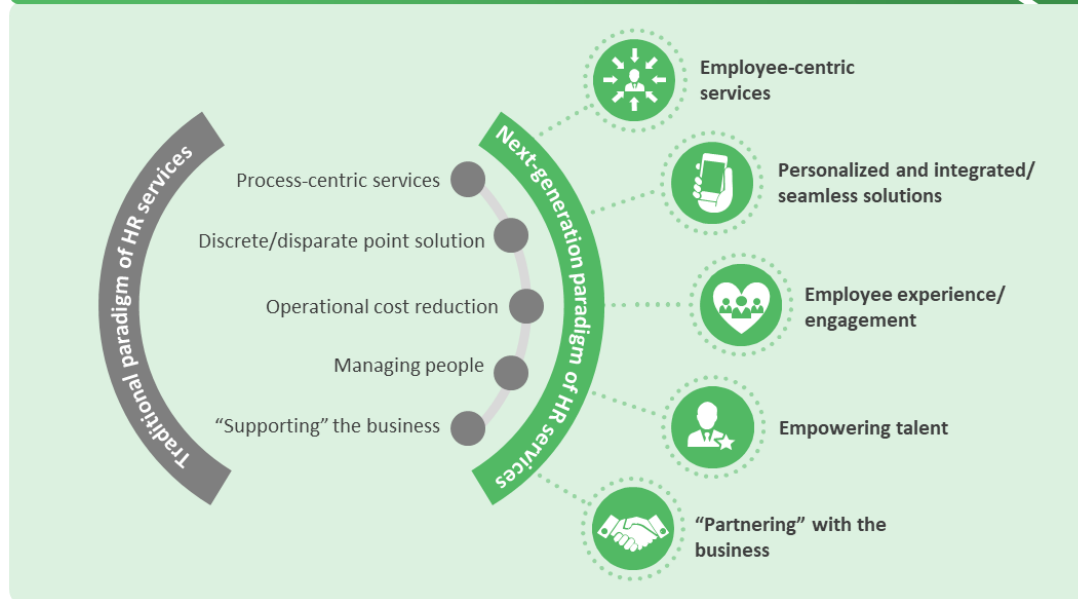 Traditional paradigm of HR services
Process-centric services
Discrete/disparate point solution
Operational cost reduction
Managing people
“Supporting” the business
Next-generation paradigm of HR services
Employee-centric
services
Personalized and integrated/
seamless solutions
Employee experience/
engagement
Empowering talent
“Partnering” with the
business